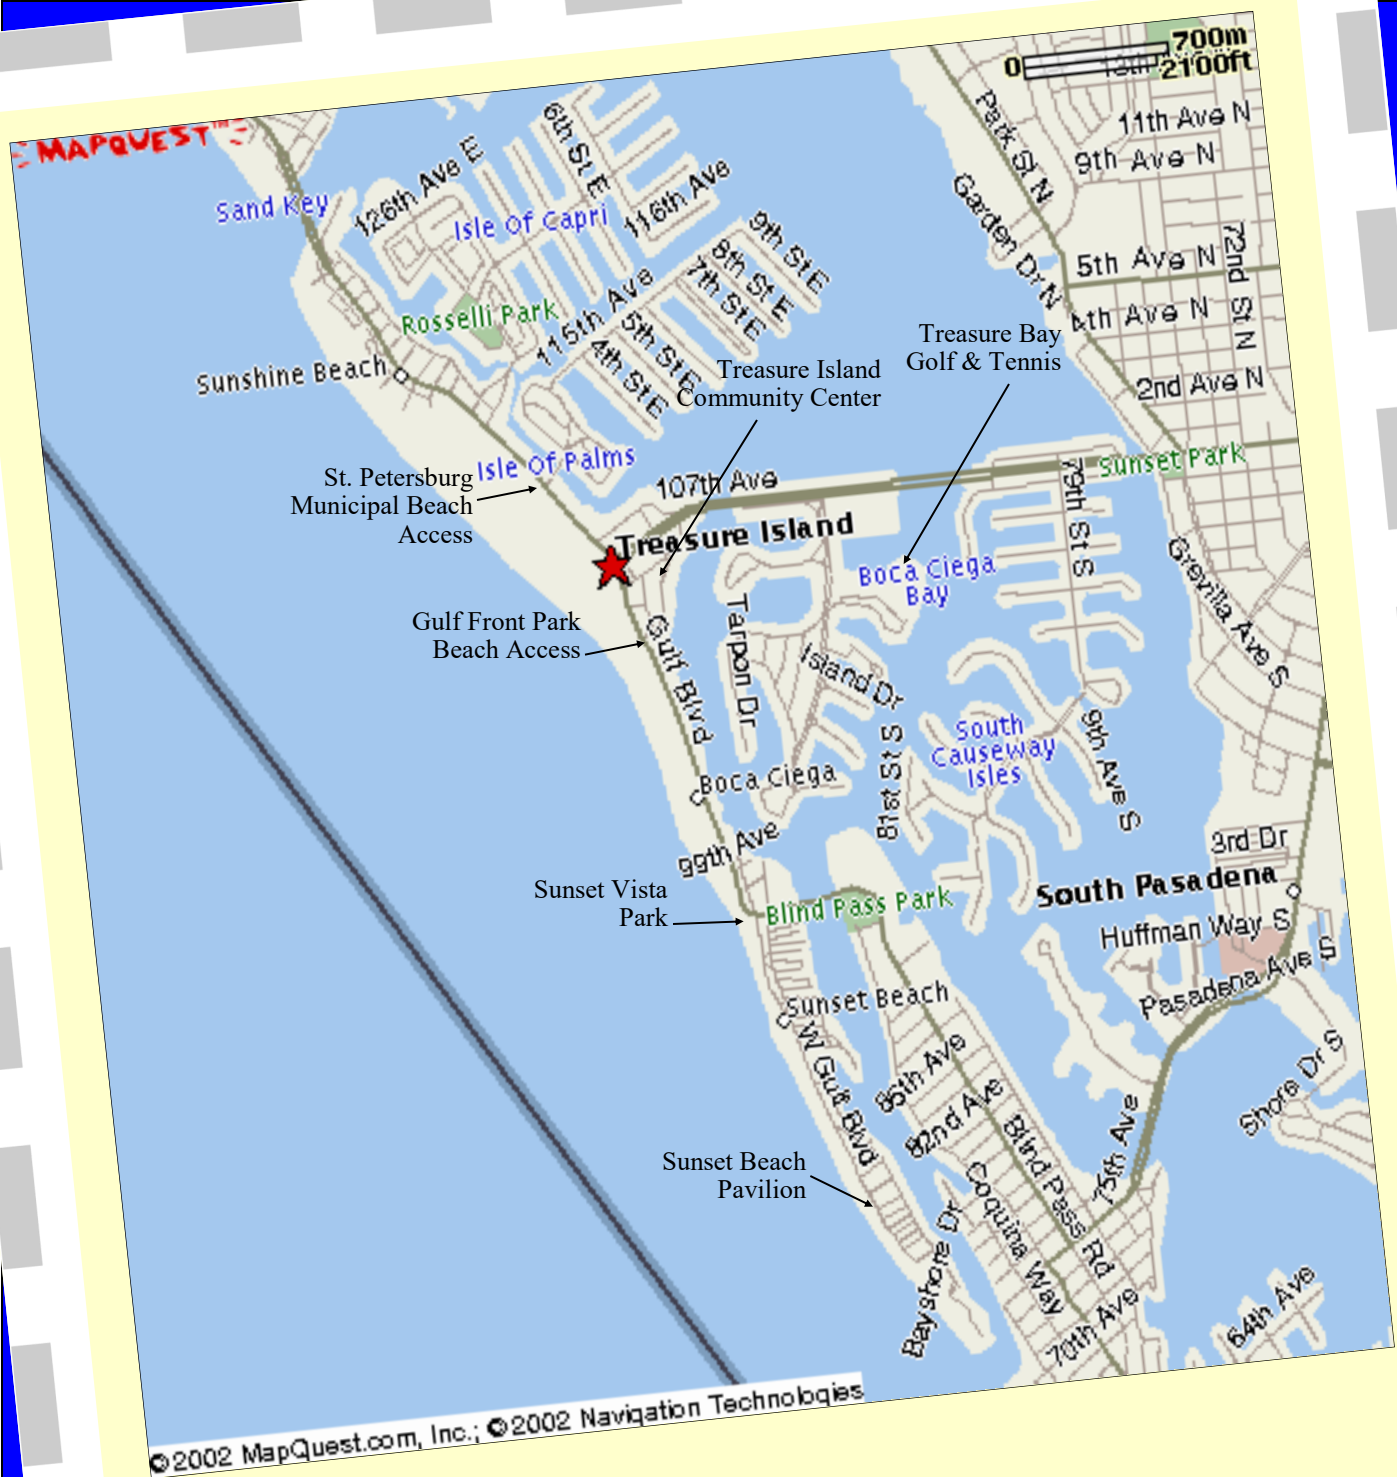 700m
0
2100ft
MAPQUEST™
Park St N
11th Ave N
9th Ave N
6th St E
126th Ave E
Sand Key
Isle Of Capri
116th Ave
Garden Dr N
9th St E
8th St E
7th St E
72nd St N
5th Ave N
4th Ave N
Rosselli Park
115th Ave
5th St E
4th St E
Treasure Bay
Golf & Tennis
Treasure Island
Community Center
Sunshine Beach
2nd Ave N
Isle Of Palms
Sunset Park
St. Petersburg
Municipal Beach
Access
107th Ave
79th St S
Treasure Island
Boca Ciega
Bay
Grevilla Ave S
Gulf Front Park
Beach Access
Gulf Blvd
Tarpon Dr
Island Dr
South
Causeway
Isles
81st St S
9th Ave S
Boca Ciega
99th Ave
3rd Dr
South Pasadena
Sunset Vista
Park
Blind Pass Park
Huffman Way S
Pasadena Ave S
Sunset Beach
W Gulf Blvd
85th Ave
82nd Ave
Shore Dr S
75th Ave
Blind Pass Rd
Sunset Beach
Pavilion
Coquina Way
Bayshore Dr
70th Ave
64th Ave
©2002 MapQuest.com, Inc.; ©2002 Navigation Technologies